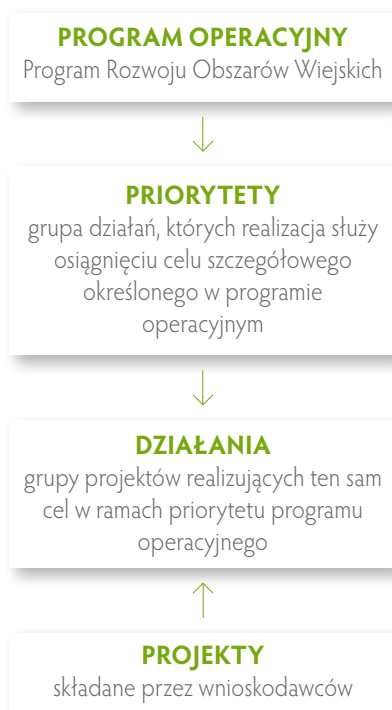 PROGRAM OPERACYJNY
Program Rozwoju Obszarów Wiejskich
PRIORYTETY
grupa działań, których realizacja służy
osiągnięciu celu szczegółowego
określonego w programie
operacyjnym
DZIAŁANIA
grupy projektów realizujących ten sam
cel w ramach priorytetu programu
operacyjnego
PROJEKTY
składane przez wnioskodawców